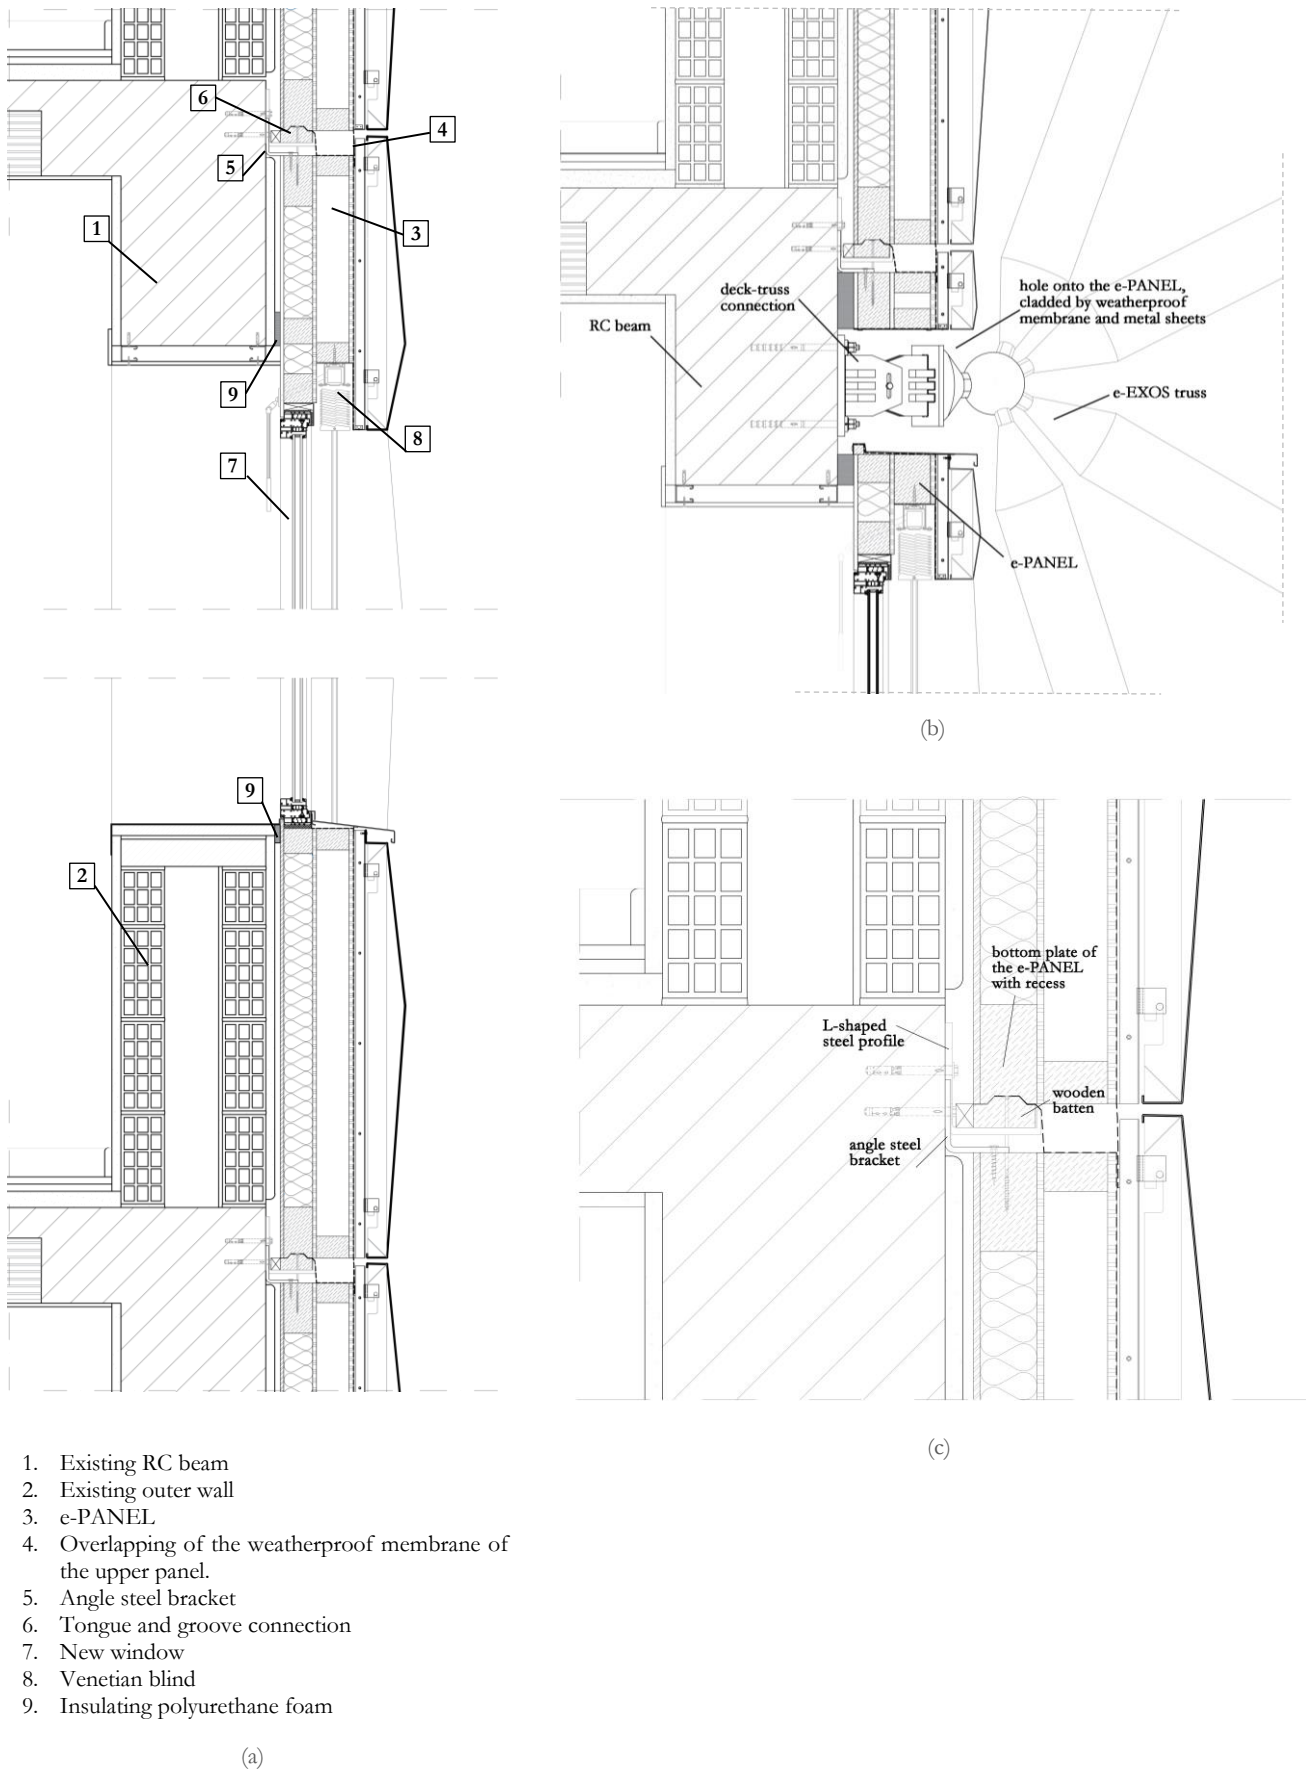 6
4
5
3
1
9
8
7
9
2
1. Existing RC beam
2. Existing outer wall
3. e-PANEL
4. Overlapping of the weatherproof membrane of
the upper panel.
5. Angle steel bracket
6. Tongue and groove connection
7. New window
8. Venetian blind
9. Insulating polyurethane foam
(a)
deck-truss
connection
hole onto the e-PANEL,
cladded by weatherproof
membrane and metal sheets
RC beam
e-EXOS truss
e-PANEL
(b)
bottom plate of
the e-PANEL
with recess
L-shaped
steel profile
wooden
batten
angle steel
bracket
(c)